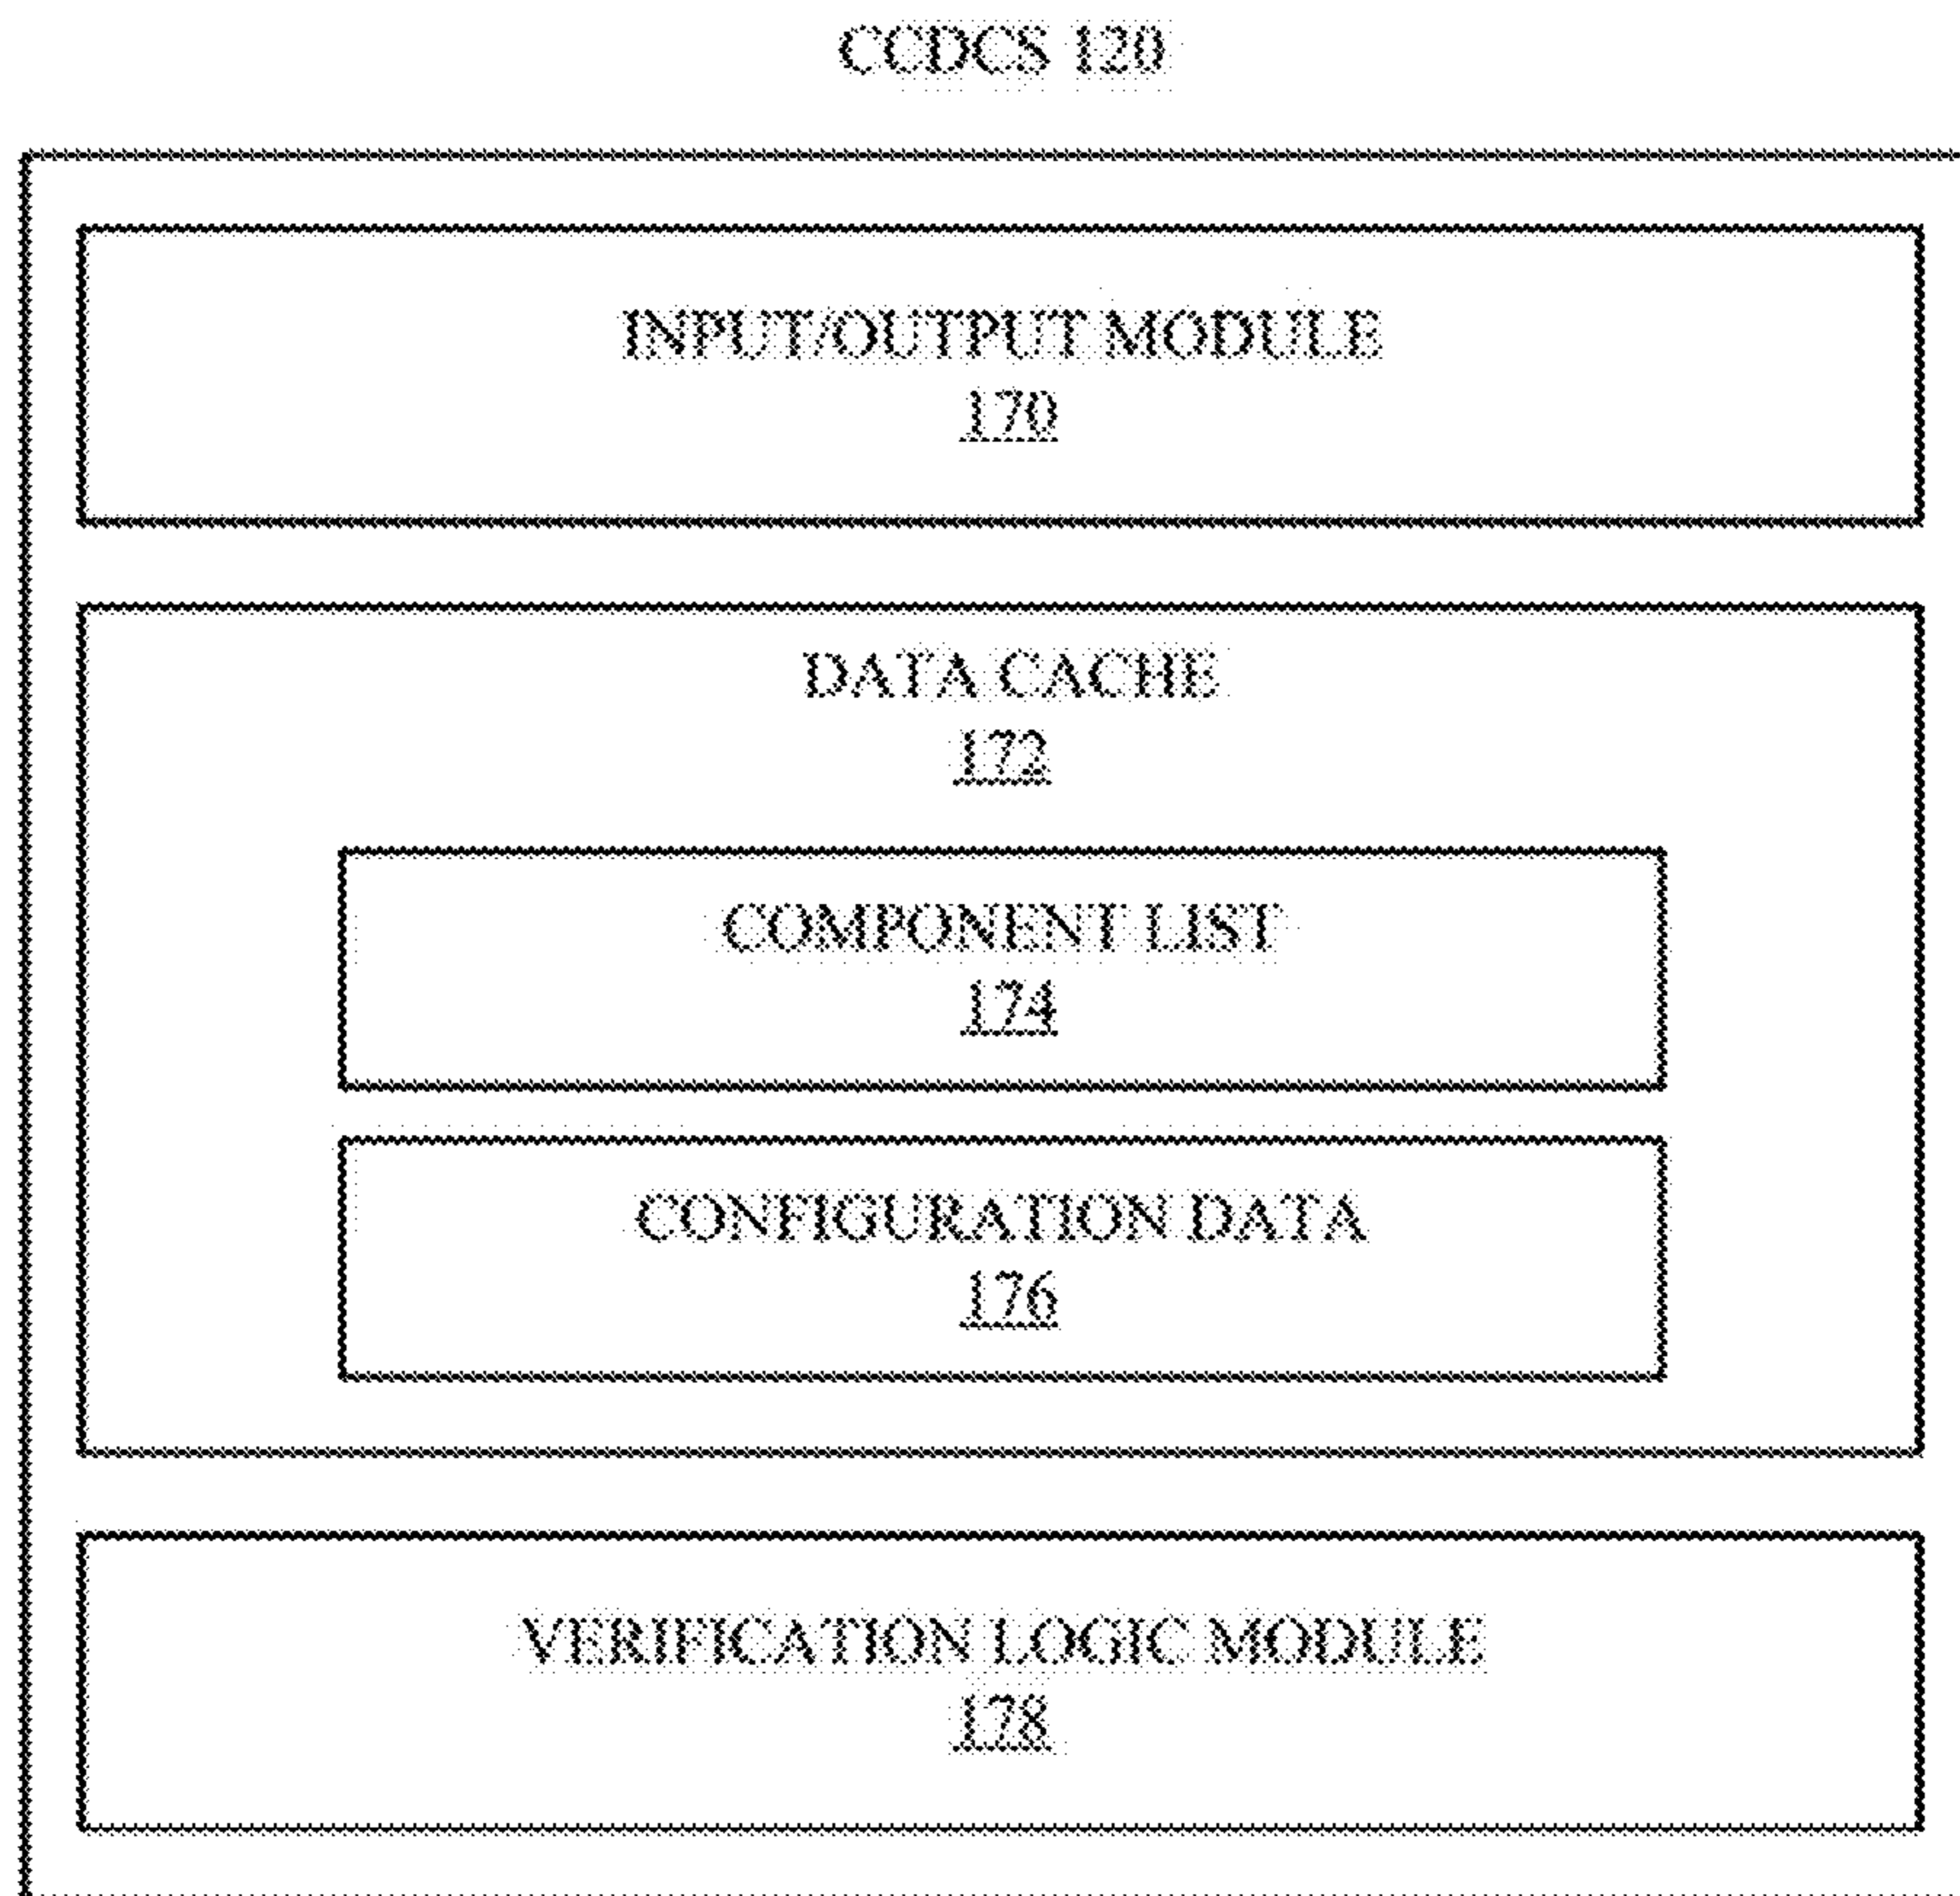 CCDCS 120
INPUT/OUTPUT MODULE
170
DATA CACHE
172
COMPONENT LIST
174
CONFIGURATION DATA
176
VERIFICATION LOGIC MODULE
178